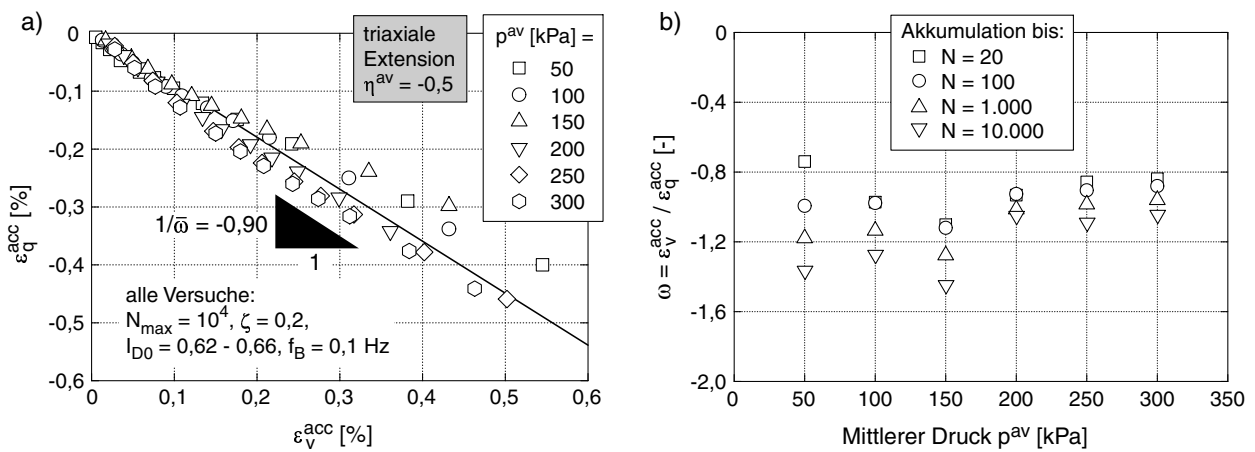 a)
0
-0,1
-0,2
-0,3
-0,4
-0,5
-0,6
ε_q^acc [%]
0
0,1
0,2
0,3
0,4
0,5
0,6
ε_v^acc [%]
triaxiale
Extension
η^av = -0,5
p^av [kPa] =
50
100
150
200
250
300
1/ω̅ = -0,90
1
alle Versuche:
N_max = 10^4, ζ = 0,2,
I_D0 = 0,62 - 0,66, f_B = 0,1 Hz
b)
0
-0,4
-0,8
-1,2
-1,6
-2,0
ω = ε_v^acc / ε_q^acc [-]
Akkumulation bis:
N = 20
N = 100
N = 1.000
N = 10.000
0
50
100
150
200
250
300
350
Mittlerer Druck p^av [kPa]